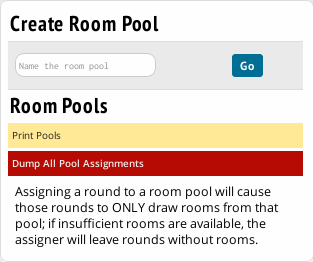 Create Room Pool
Name the room pool
Go
Room Pools
Print Pools
Dump All Pool Assignments
Assigning a round to a room pool will cause
those rounds to ONLY draw rooms from that
pool; if insufficient rooms are available, the
assigner will leave rounds without rooms.